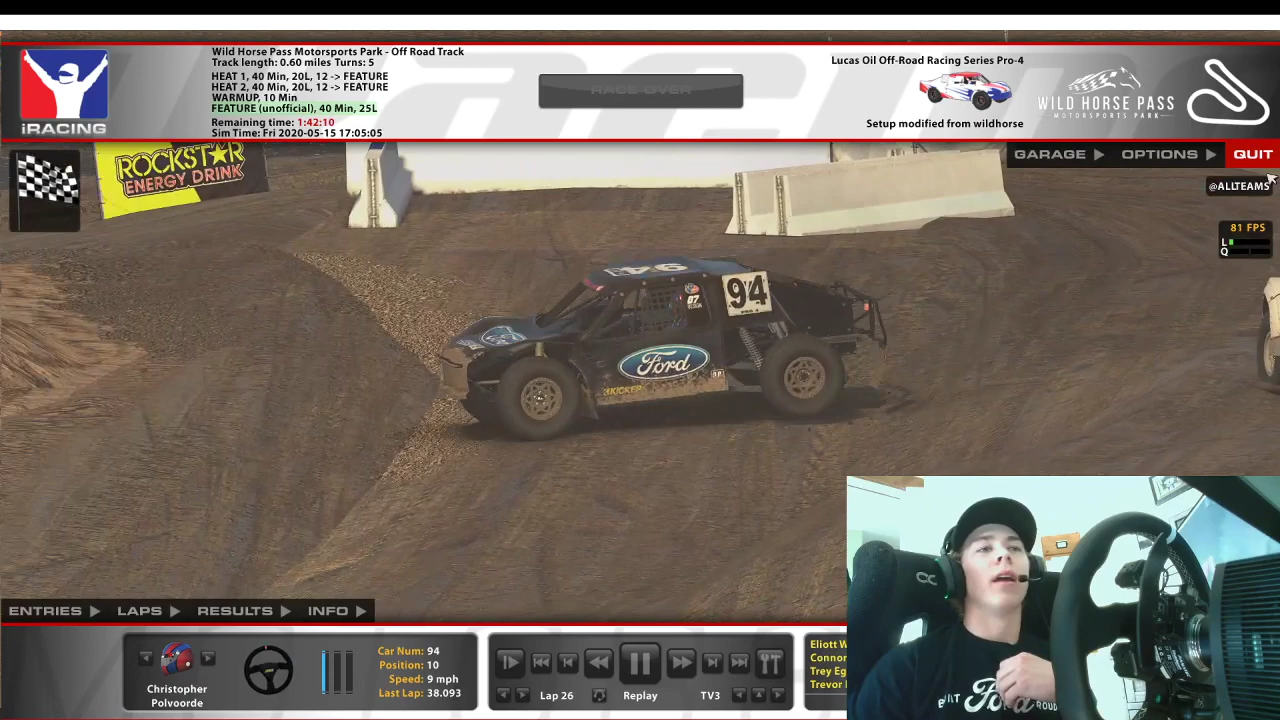 iRACING
Wild Horse Pass Motorsports Park - Off Road Track
Track length: 0.60 miles Turns: 5
HEAT 1, 40 Min, 20L, 12 -> FEATURE
HEAT 2, 40 Min, 20L, 12 -> FEATURE
WARMUP, 10 Min
FEATURE (unofficial), 40 Min, 25L
Remaining time: 1:42:10
Sim Time: Fri 2020-05-15 17:05:05
RACE OVER
Lucas Oil Off-Road Racing Series Pro-4
Setup modified from wildhorse
WILD HORSE PASS
MOTORSPORTS PARK
GARAGE
OPTIONS
QUIT
@ALLTEAMS
81 FPS
L
Q
ROCKSTAR
ENERGY DRINK
94
94
87
Ford
KICKER
ENTRIES
LAPS
RESULTS
INFO
Christopher
Polvoorde
Car Num: 94
Position: 10
Speed: 9 mph
Last Lap: 38.093
Lap 26
Replay
TV3
Eliott W
Connor
Trey Eg
Trevor
Ford